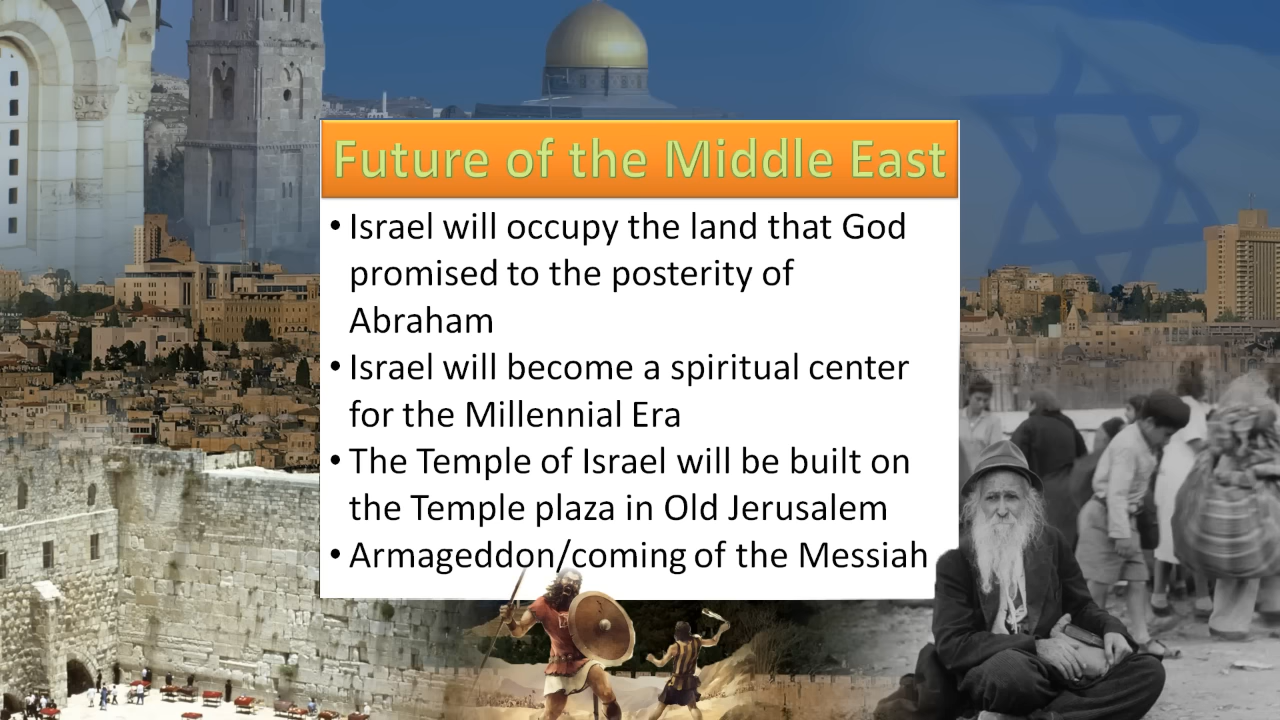 Future of the Middle East
• Israel will occupy the land that God
promised to the posterity of
Abraham
• Israel will become a spiritual center
for the Millennial Era
• The Temple of Israel will be built on
the Temple plaza in Old Jerusalem
• Armageddon/coming of the Messiah